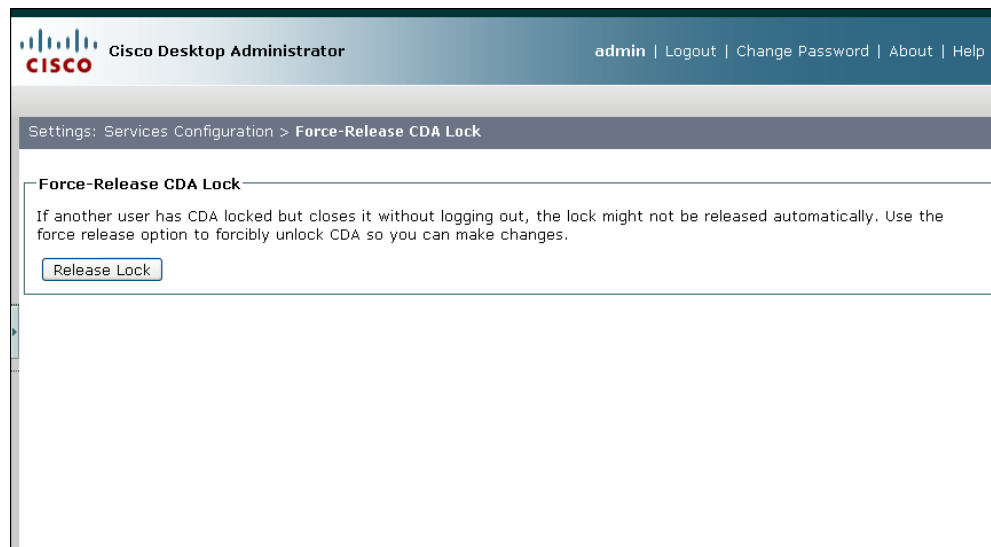 CISCO
Cisco Desktop Administrator
admin | Logout | Change Password | About | Help
Settings: Services Configuration > Force-Release CDA Lock
Force-Release CDA Lock
If another user has CDA locked but closes it without logging out, the lock might not be released automatically. Use the
force release option to forcibly unlock CDA so you can make changes.
Release Lock